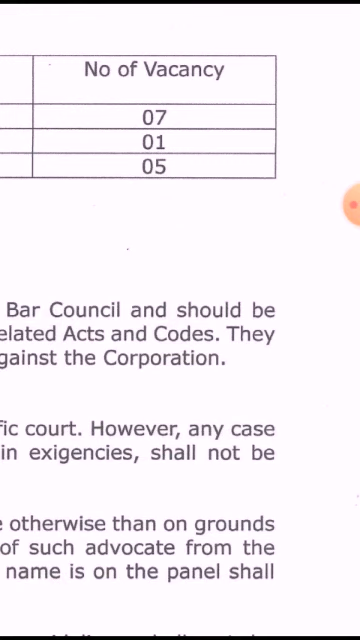 No of Vacancy
07
01
05
Bar Council and should be
elated Acts and Codes. They
gainst the Corporation.
fic court. However, any case
in exigencies, shall not be
otherwise than on grounds
of such advocate from the
name is on the panel shall